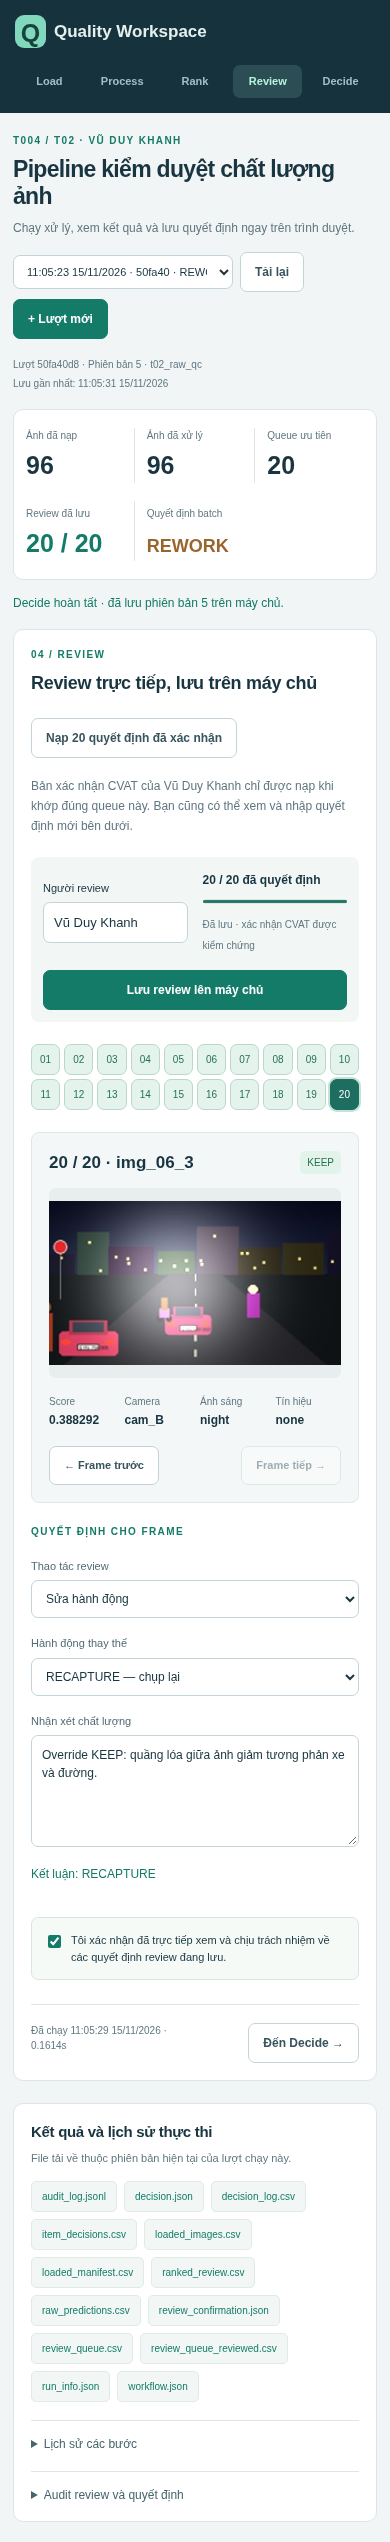 Q Quality Workspace
Load Process Rank Review Decide
T004 / T02 · VŨ DUY KHANH
Pipeline kiểm duyệt chất lượng
ảnh
Chạy xử lý, xem kết quả và lưu quyết định ngay trên trình duyệt.
11:05:23 15/11/2026 · 50fa40 · REW
Tải lại
+ Lượt mới
Lượt 50fa40d8 · Phiên bản 5 · t02_raw_qc
Lưu gần nhất: 11:05:31 15/11/2026
Ảnh đã nạp Ảnh đã xử lý Queue ưu tiên
96 96 20
Review đã lưu Quyết định batch
20 / 20 REWORK
Decide hoàn tất · đã lưu phiên bản 5 trên máy chủ.
04 / REVIEW
Review trực tiếp, lưu trên máy chủ
Nạp 20 quyết định đã xác nhận
Bản xác nhận CVAT của Vũ Duy Khanh chỉ được nạp khi
khớp đúng queue này. Bạn cũng có thể xem và nhập quyết
định mới bên dưới.
Người review
Vũ Duy Khanh
20 / 20 đã quyết định
Đã lưu · xác nhận CVAT được
kiểm chứng
Lưu review lên máy chủ
01 02 03 04 05 06 07 08 09 10
11 12 13 14 15 16 17 18 19 20
20 / 20 · img_06_3 KEEP
Score Camera Ánh sáng Tín hiệu
0.388292 cam_B night none
← Frame trước Frame tiếp →
QUYẾT ĐỊNH CHO FRAME
Thao tác review
Sửa hành động
Hành động thay thế
RECAPTURE — chụp lại
Nhận xét chất lượng
Override KEEP: quầng lóa giữa ảnh giảm tương phản xe
và đường.
Kết luận: RECAPTURE
Tôi xác nhận đã trực tiếp xem và chịu trách nhiệm về
các quyết định review đang lưu.
Đã chạy 11:05:29 15/11/2026 ·
0.1614s
Đến Decide →
Kết quả và lịch sử thực thi
File tải về thuộc phiên bản hiện tại của lượt chạy này.
audit_log.jsonl decision.json decision_log.csv
item_decisions.csv loaded_images.csv
loaded_manifest.csv ranked_review.csv
raw_predictions.csv review_confirmation.json
review_queue.csv review_queue_reviewed.csv
run_info.json workflow.json
Lịch sử các bước
Audit review và quyết định